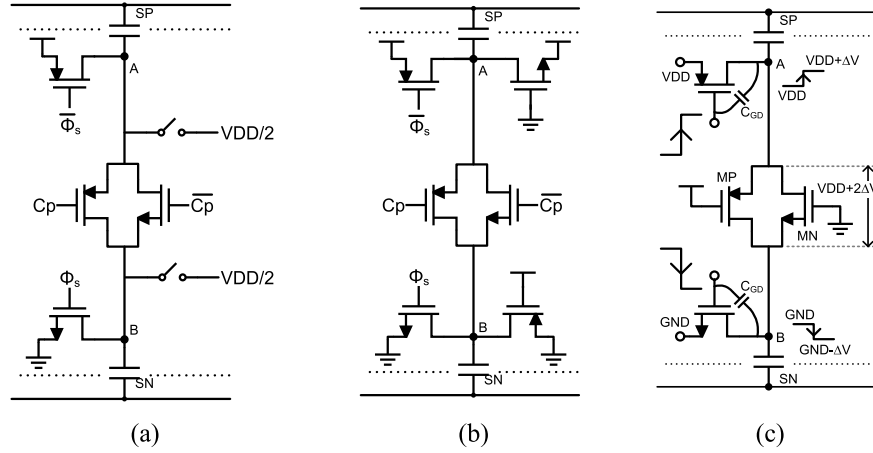 SP
A
Φs
VDD/2
Cp
Cp
VDD/2
Φs
B
SN
(a)
SP
A
Φs
Cp
Cp
Φs
B
SN
(b)
SP
A
VDD
VDD+ΔV
VDD
CGD
MP
VDD+2ΔV
MN
CGD
GND
GND
B
GND-ΔV
SN
(c)